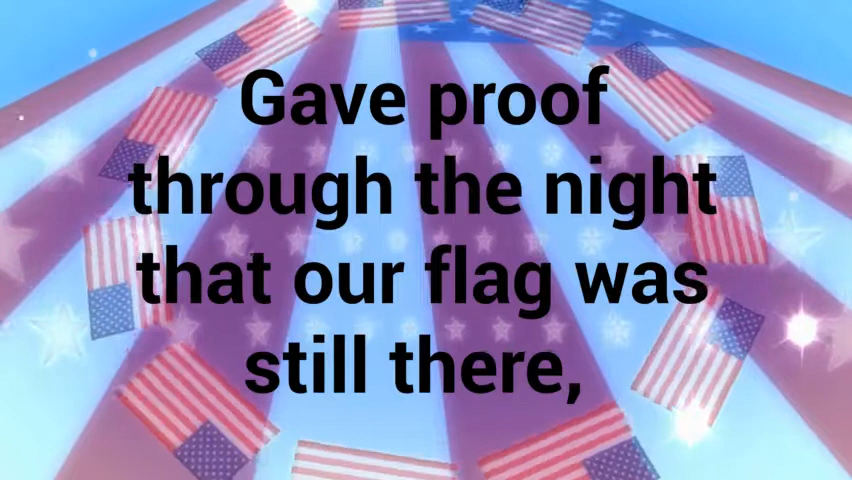 Gave proof
through the night
that our flag was
still there,